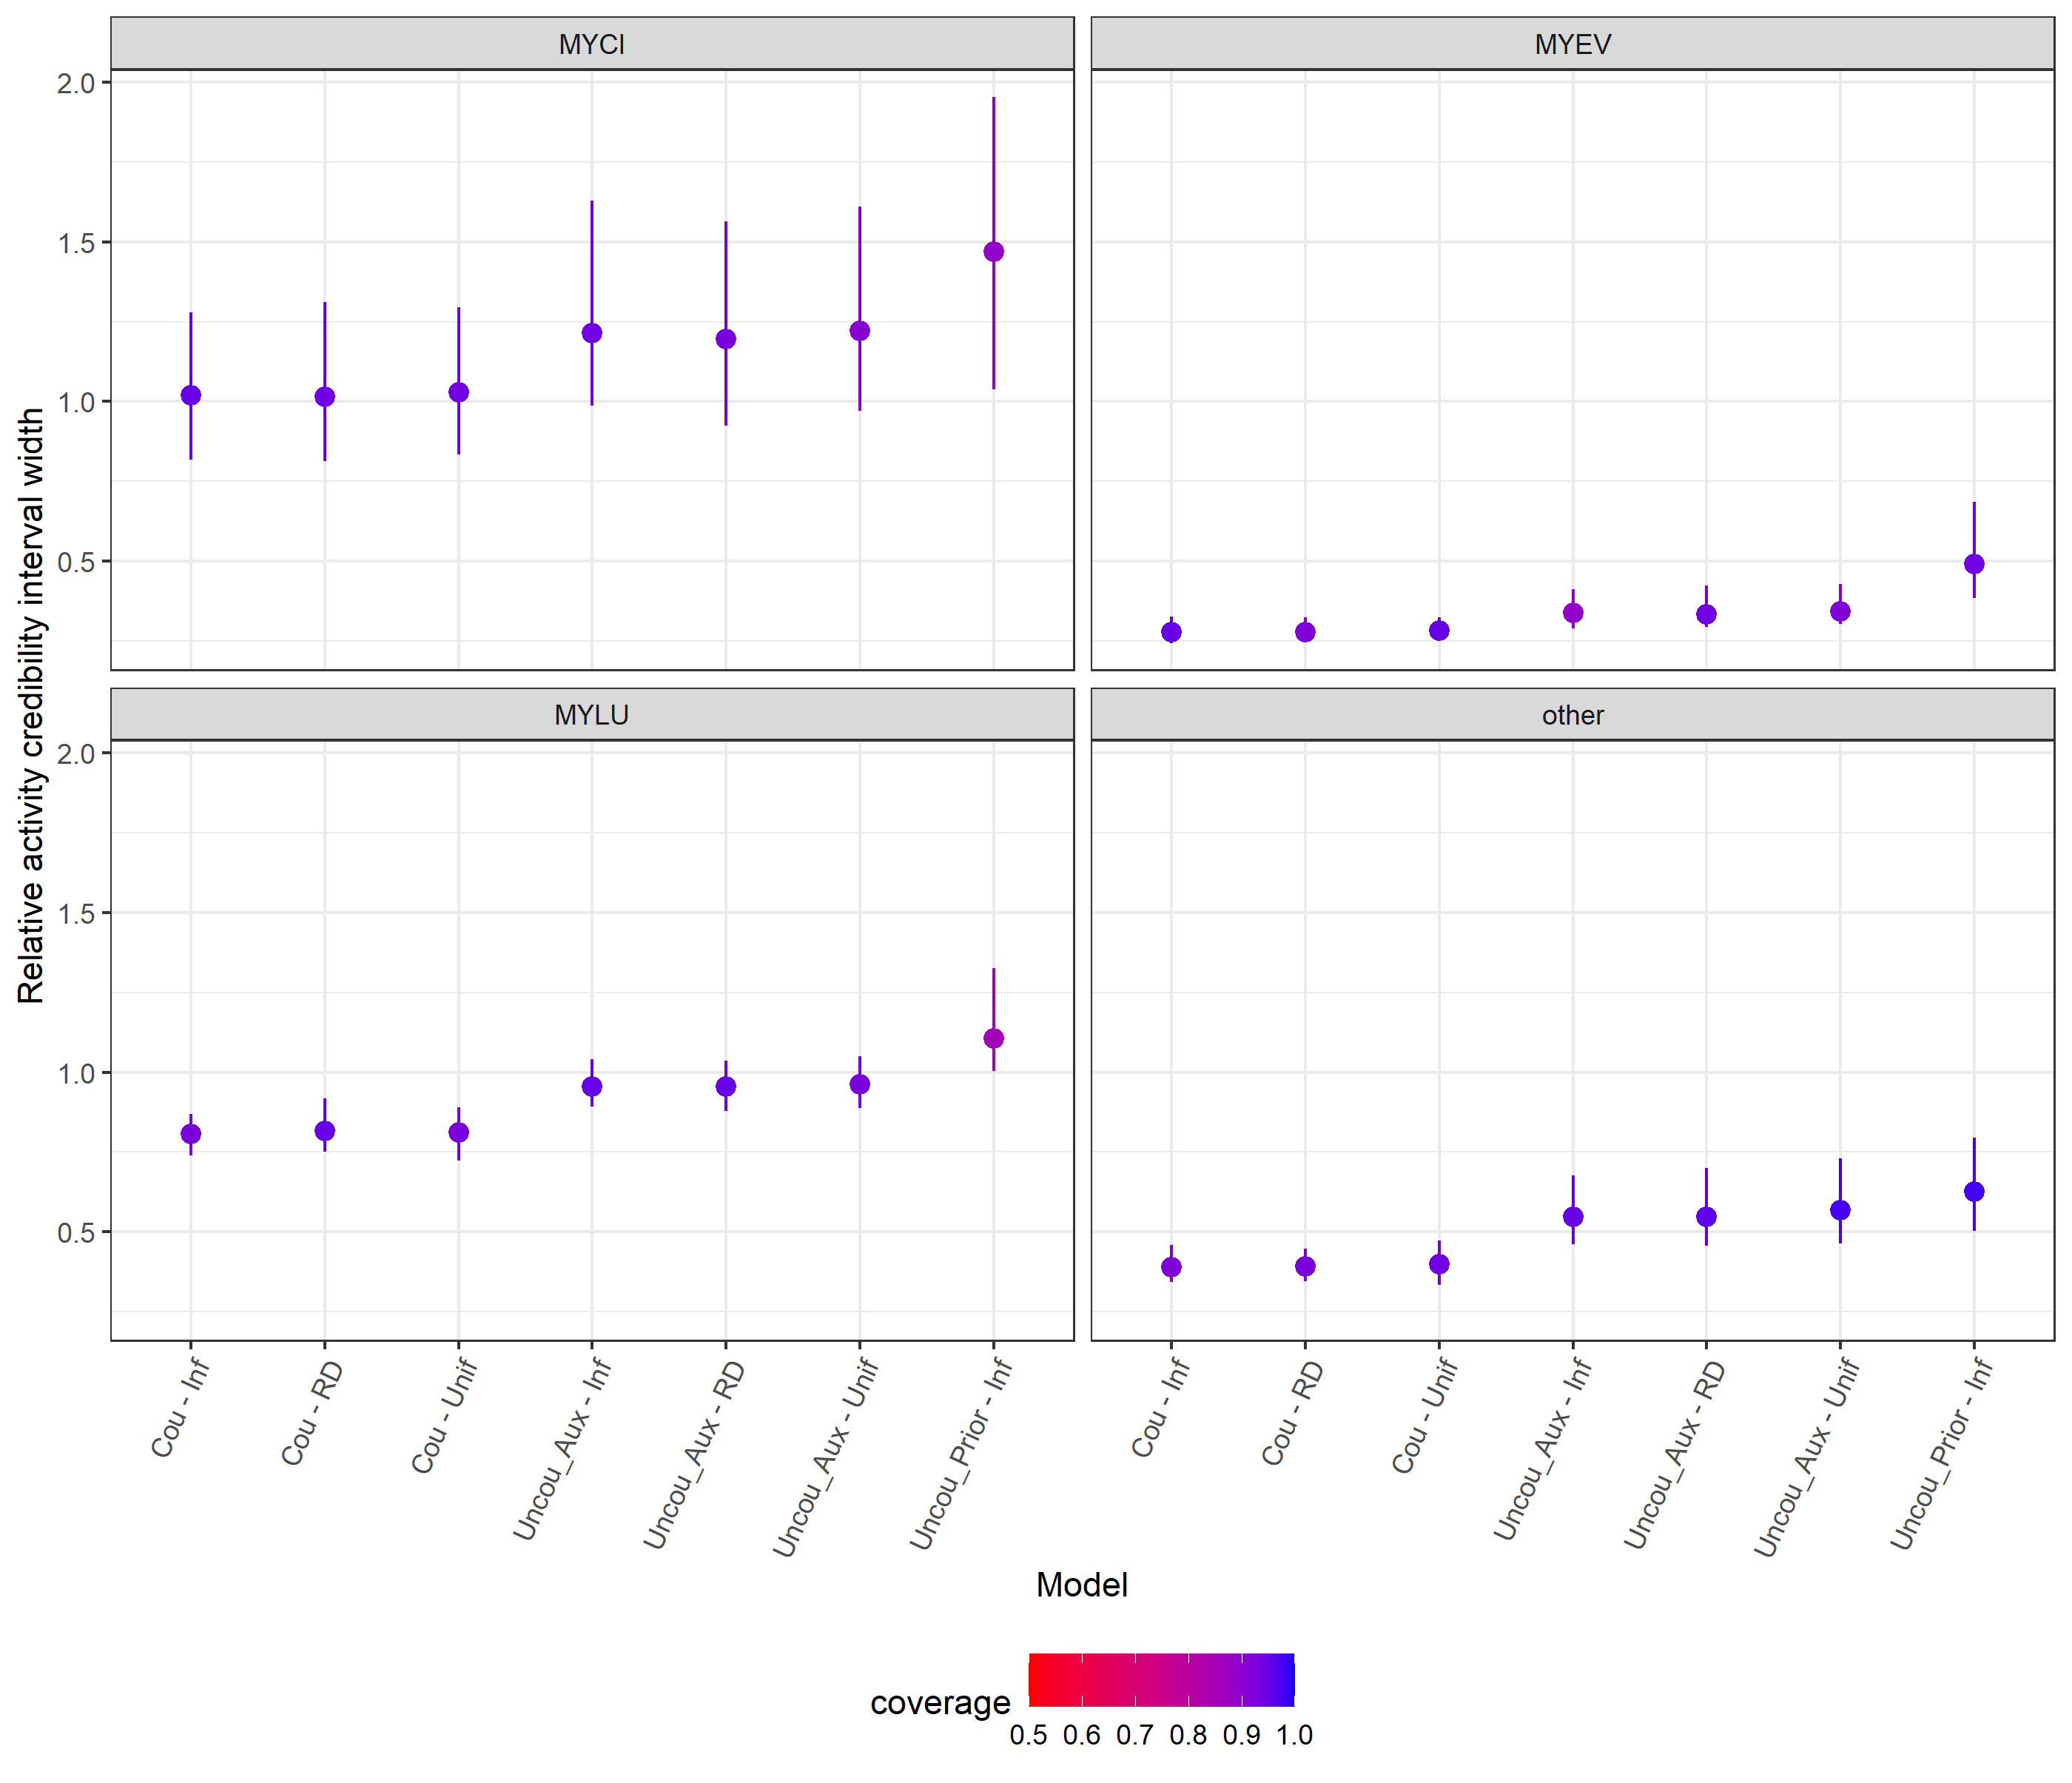 MYCI
MYEV
2.0
1.5
1.0
0.5
Relative activity credibility interval width
MYLU
other
2.0
1.5
1.0
0.5
Cou - Inf
Cou - RD
Cou - Unif
Uncou_Aux - Inf
Uncou_Aux - RD
Uncou_Aux - Unif
Uncou_Prior - Inf
Cou - Inf
Cou - RD
Cou - Unif
Uncou_Aux - Inf
Uncou_Aux - RD
Uncou_Aux - Unif
Uncou_Prior - Inf
Model
coverage
0.5 0.6 0.7 0.8 0.9 1.0